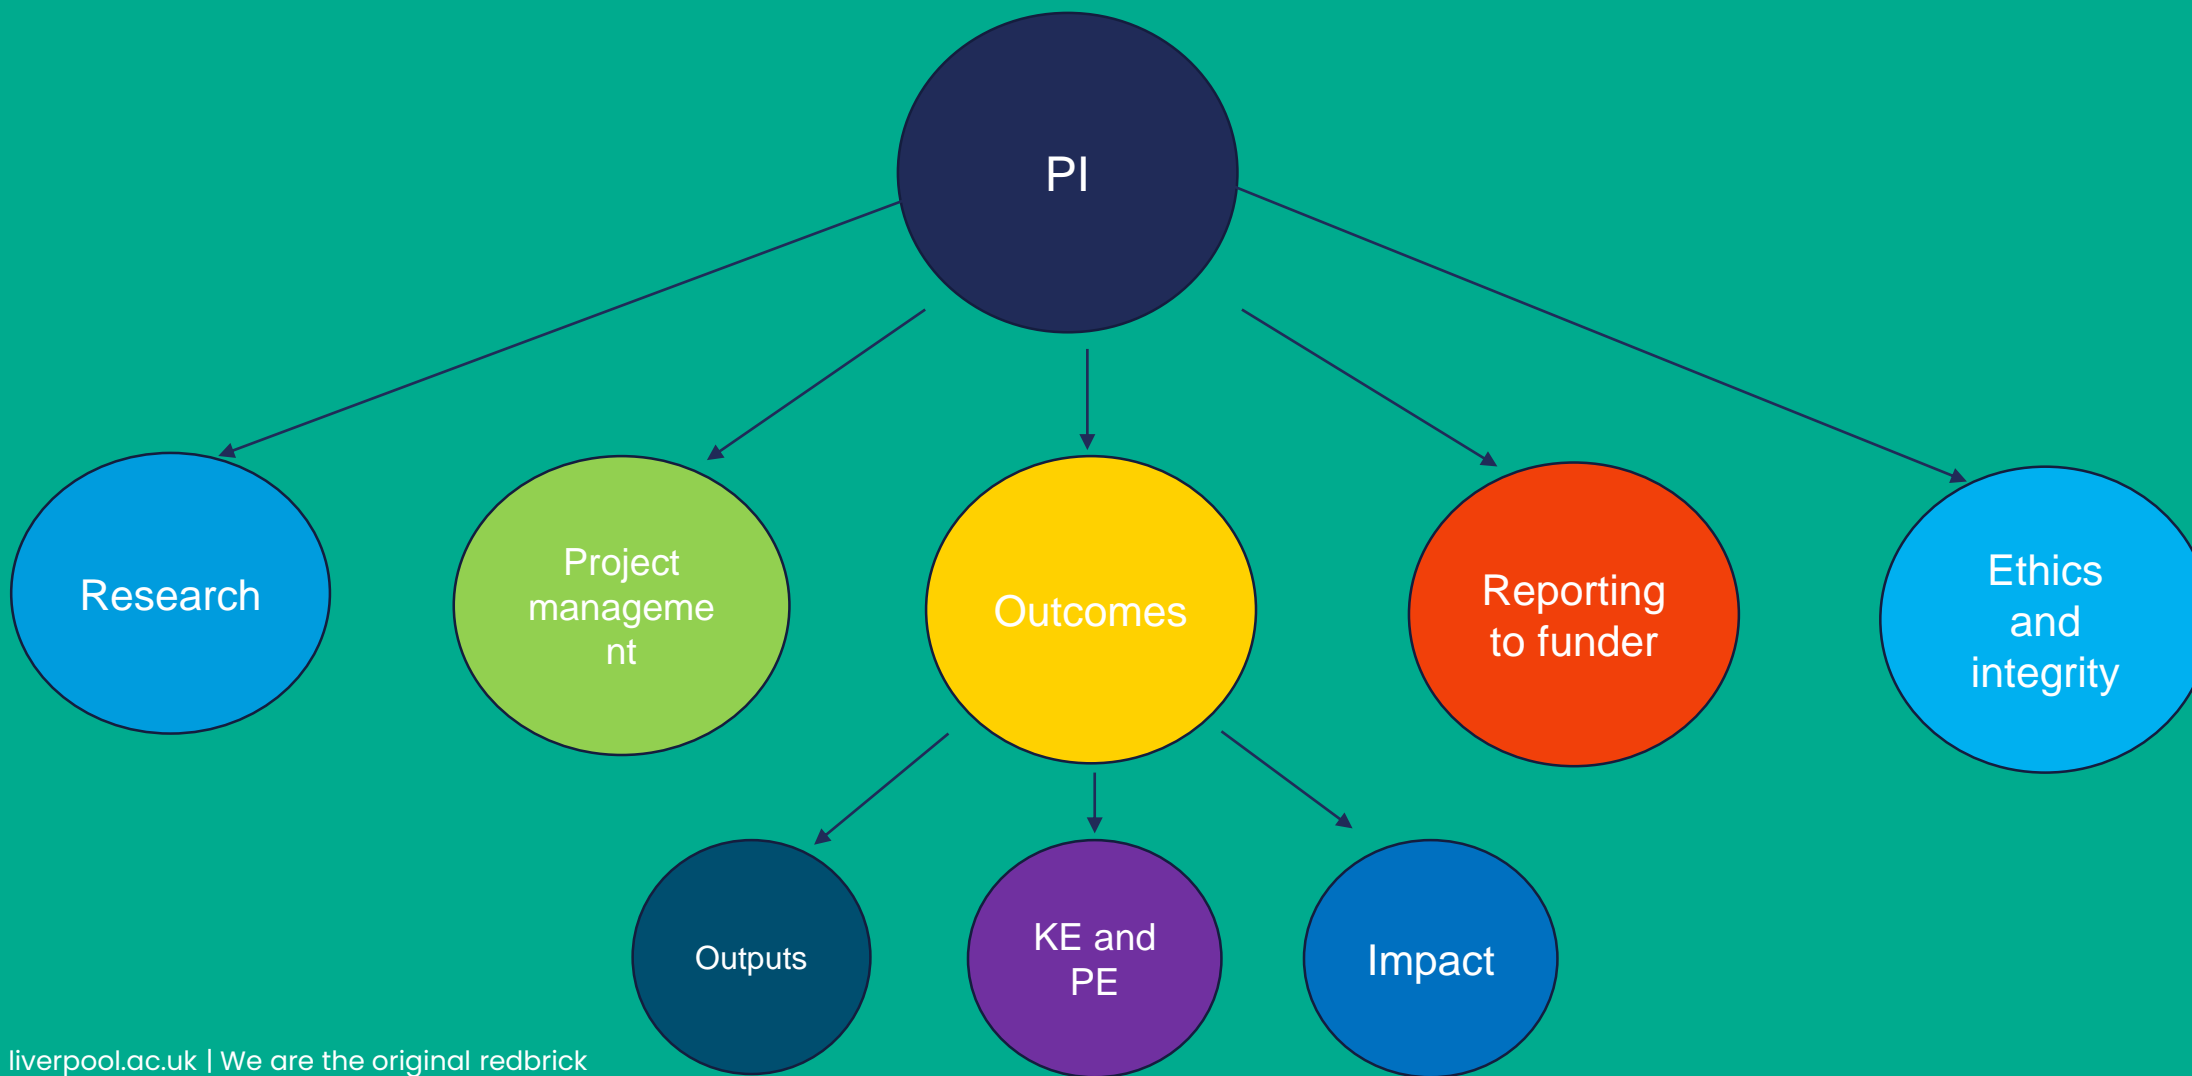 PI
Research
Project
manageme
nt
Outcomes
Reporting
to funder
Ethics
and
integrity
Outputs
KE and
PE
Impact
liverpool.ac.uk | We are the original redbrick